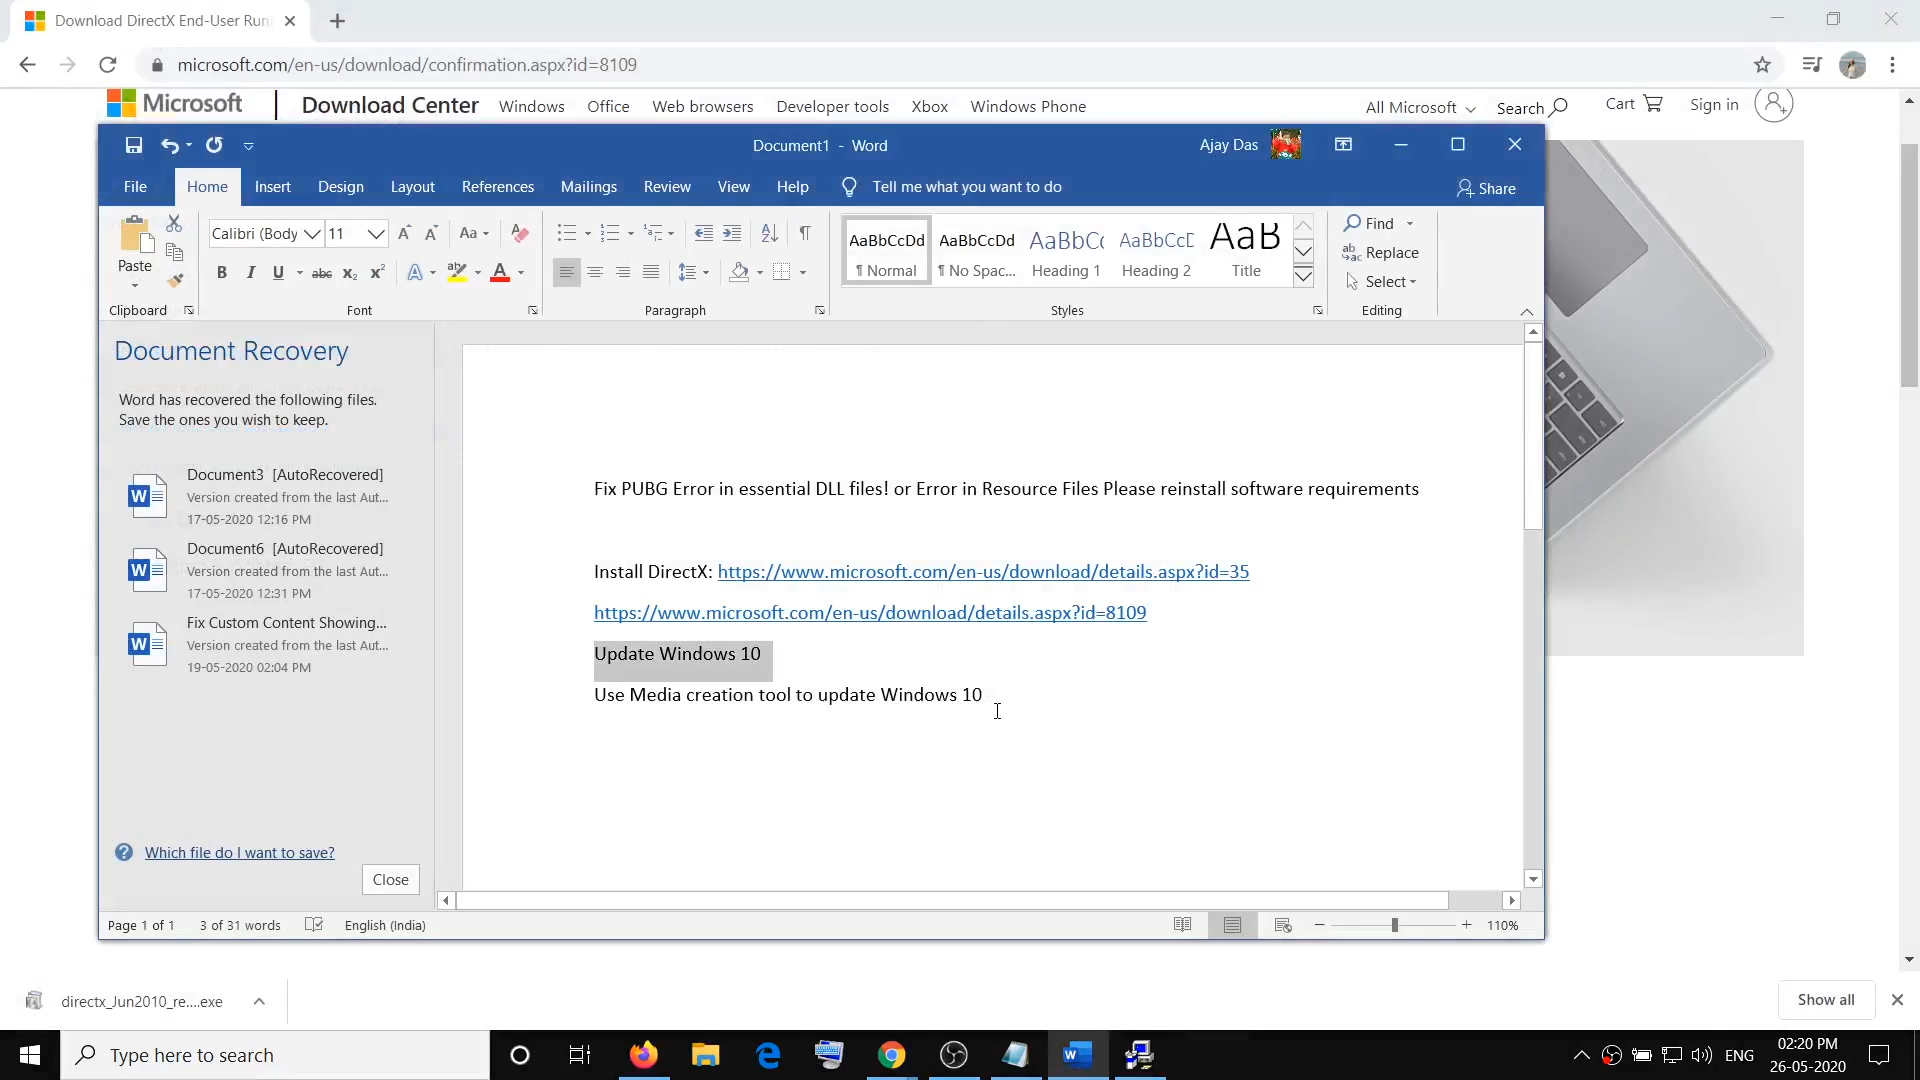 Download DirectX End-User Run
microsoft.com/en-us/download/confirmation.aspx?id=8109
Microsoft Download Center Windows Office Web browsers Developer tools Xbox Windows Phone All Microsoft Search Cart Sign in
Document1 - Word Ajay Das
File Home Insert Design Layout References Mailings Review View Help Tell me what you want to do Share
Paste
Clipboard
Calibri (Body 11
Aa
B I U abc x₂ x² A A
Font
Paragraph
AaBbCcDd AaBbCcDd AaBbCc AaBbCcD AaB
¶ Normal ¶ No Spac... Heading 1 Heading 2 Title
Styles
Find
Replace
Select
Editing
Document Recovery
Word has recovered the following files.
Save the ones you wish to keep.
Document3 [AutoRecovered]
Version created from the last Aut...
17-05-2020 12:16 PM
Document6 [AutoRecovered]
Version created from the last Aut...
17-05-2020 12:31 PM
Fix Custom Content Showing...
Version created from the last Aut...
19-05-2020 02:04 PM
Which file do I want to save?
Close
Fix PUBG Error in essential DLL files! or Error in Resource Files Please reinstall software requirements
Install DirectX: https://www.microsoft.com/en-us/download/details.aspx?id=35
https://www.microsoft.com/en-us/download/details.aspx?id=8109
Update Windows 10
Use Media creation tool to update Windows 10
Page 1 of 1 3 of 31 words English (India) 110%
directx_Jun2010_re....exe Show all
Type here to search ENG 02:20 PM
26-05-2020